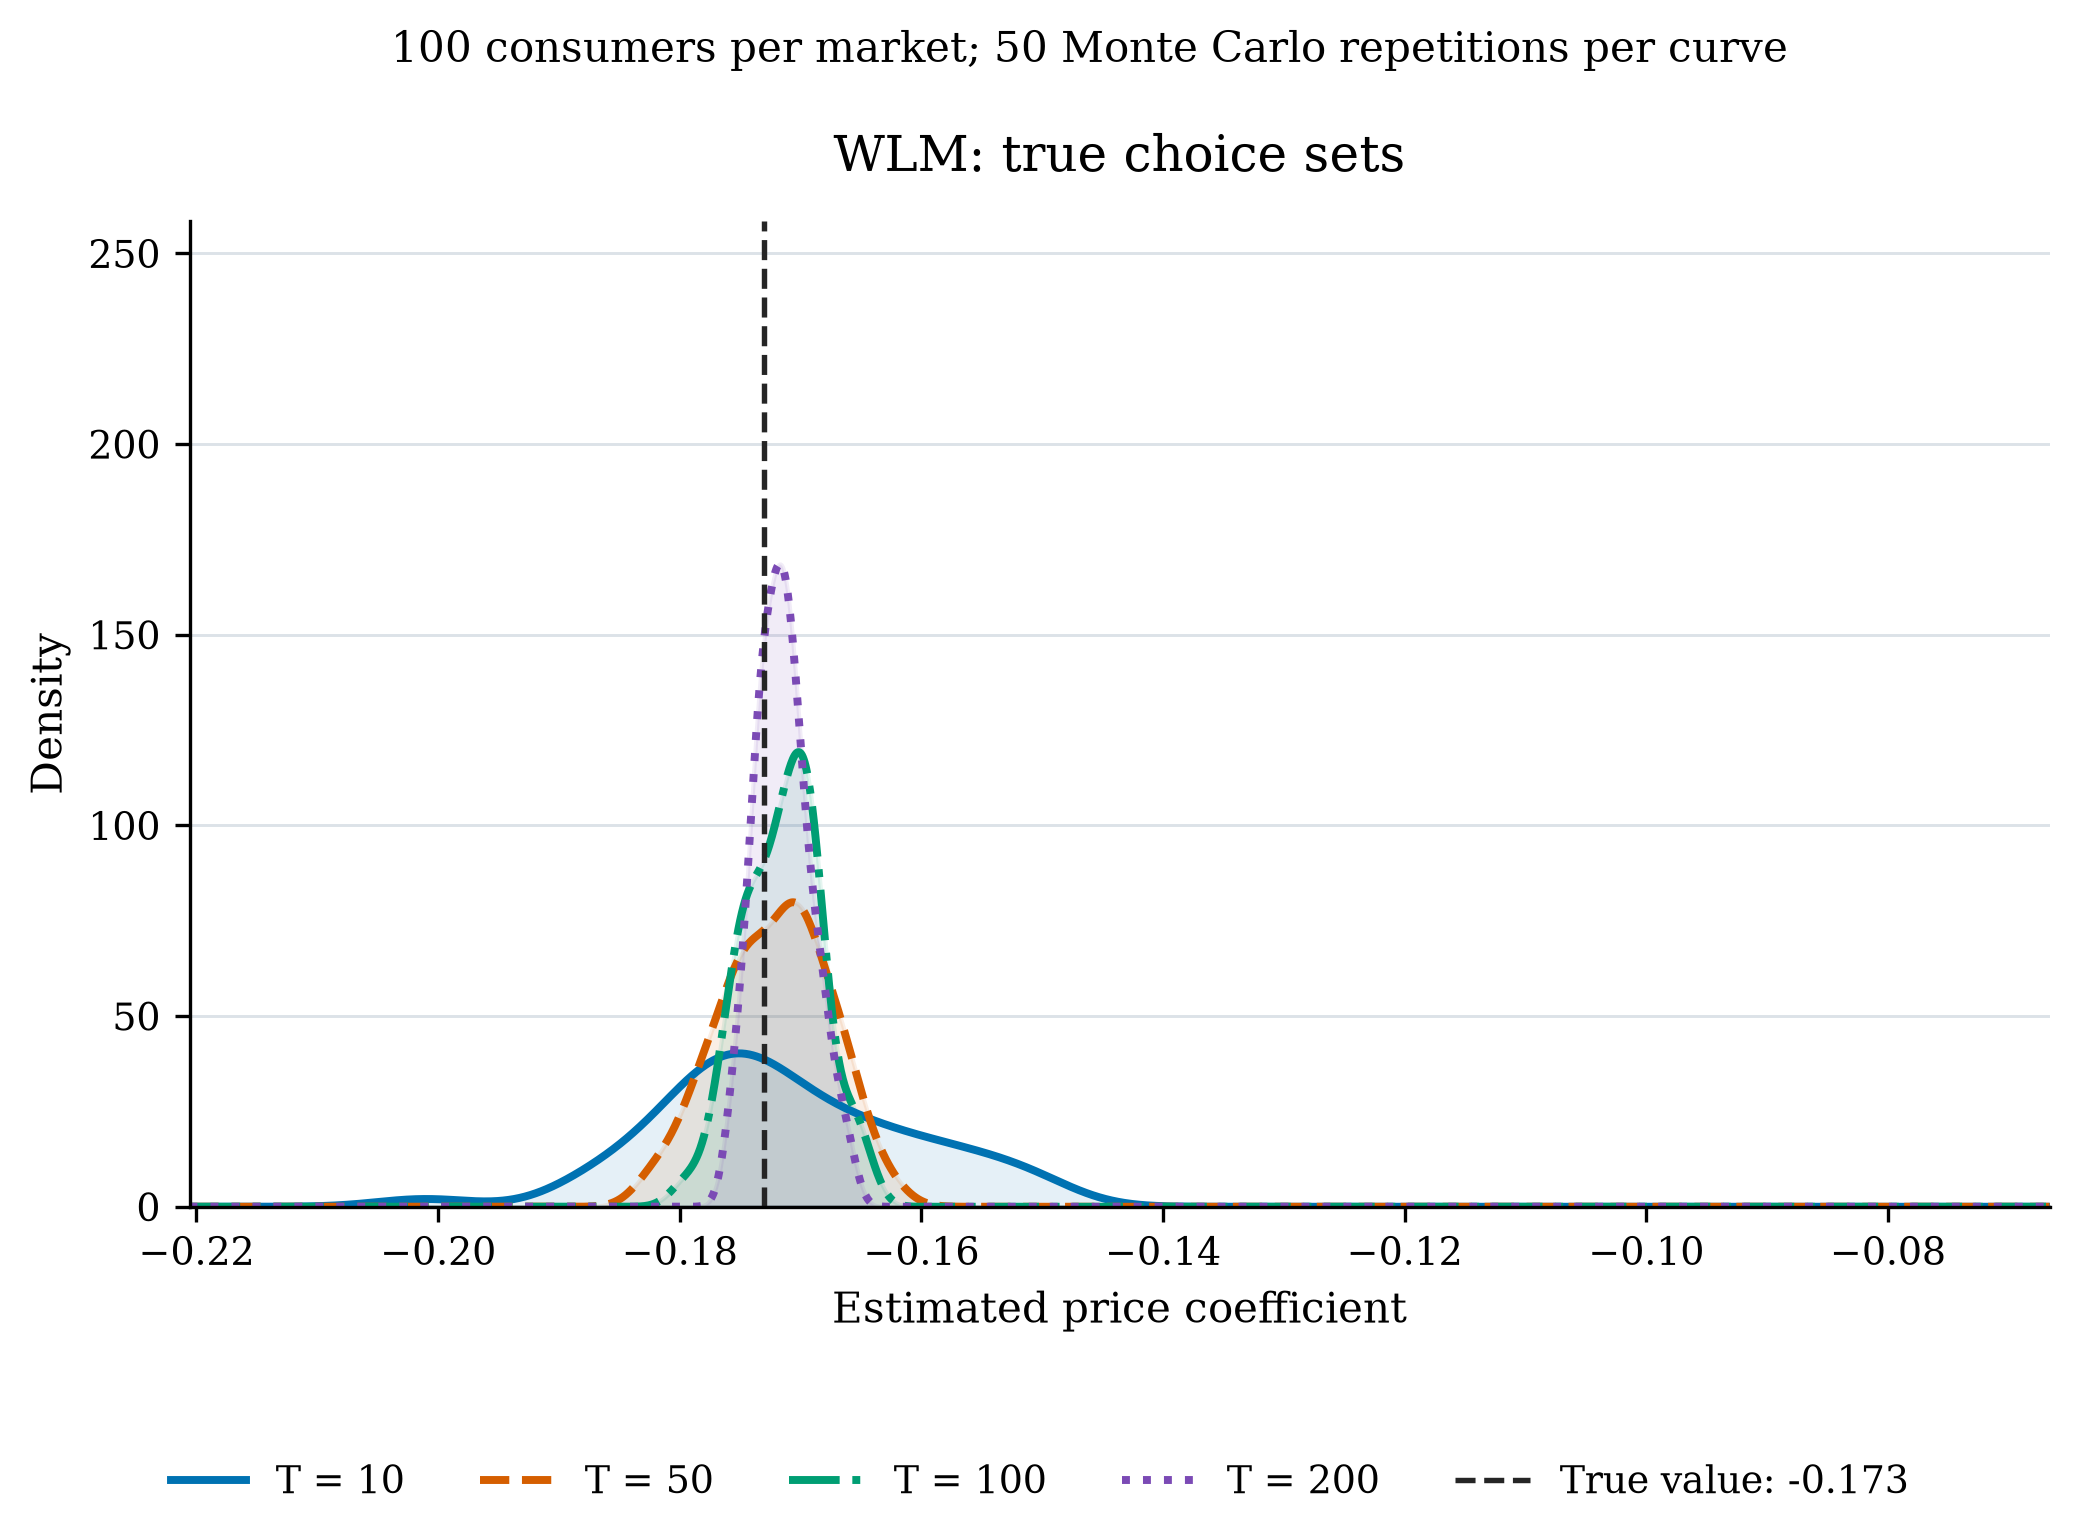 100 consumers per market; 50 Monte Carlo repetitions per curve
WLM: true choice sets
250
200
150
100
50
0
Density
−0.22 −0.20 −0.18 −0.16 −0.14 −0.12 −0.10 −0.08
Estimated price coefficient
T = 10 T = 50 T = 100 T = 200 True value: -0.173